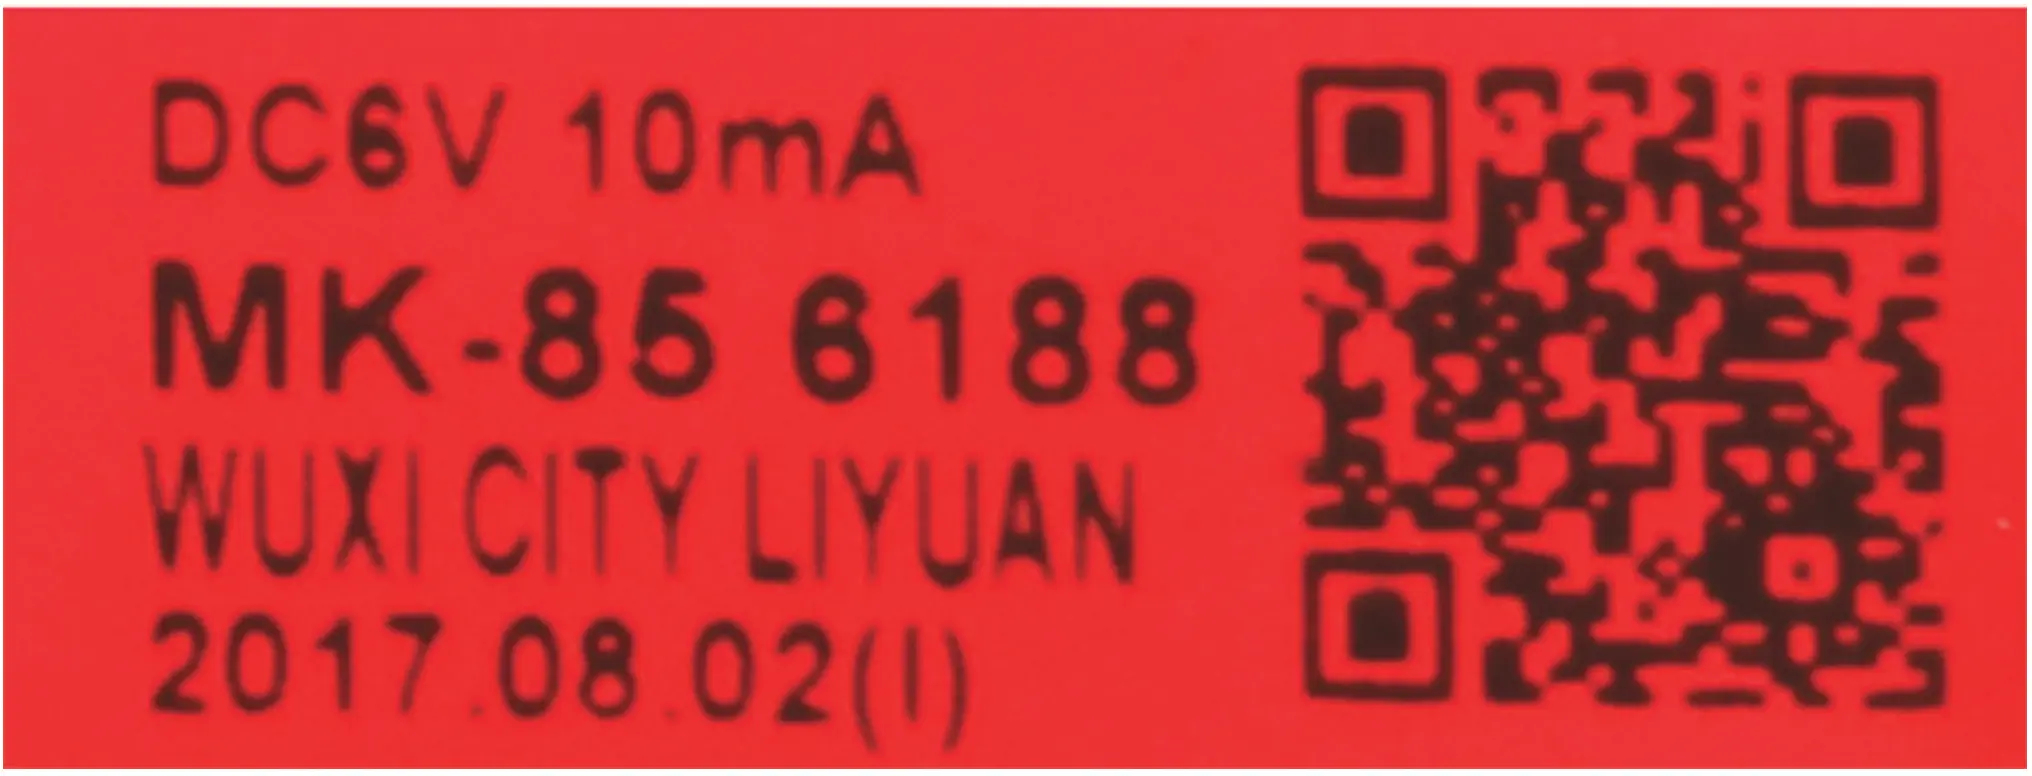 DC6V 10mA
MK-85 6188
WUXI CITY LIYUAN
2017.08.02(I)